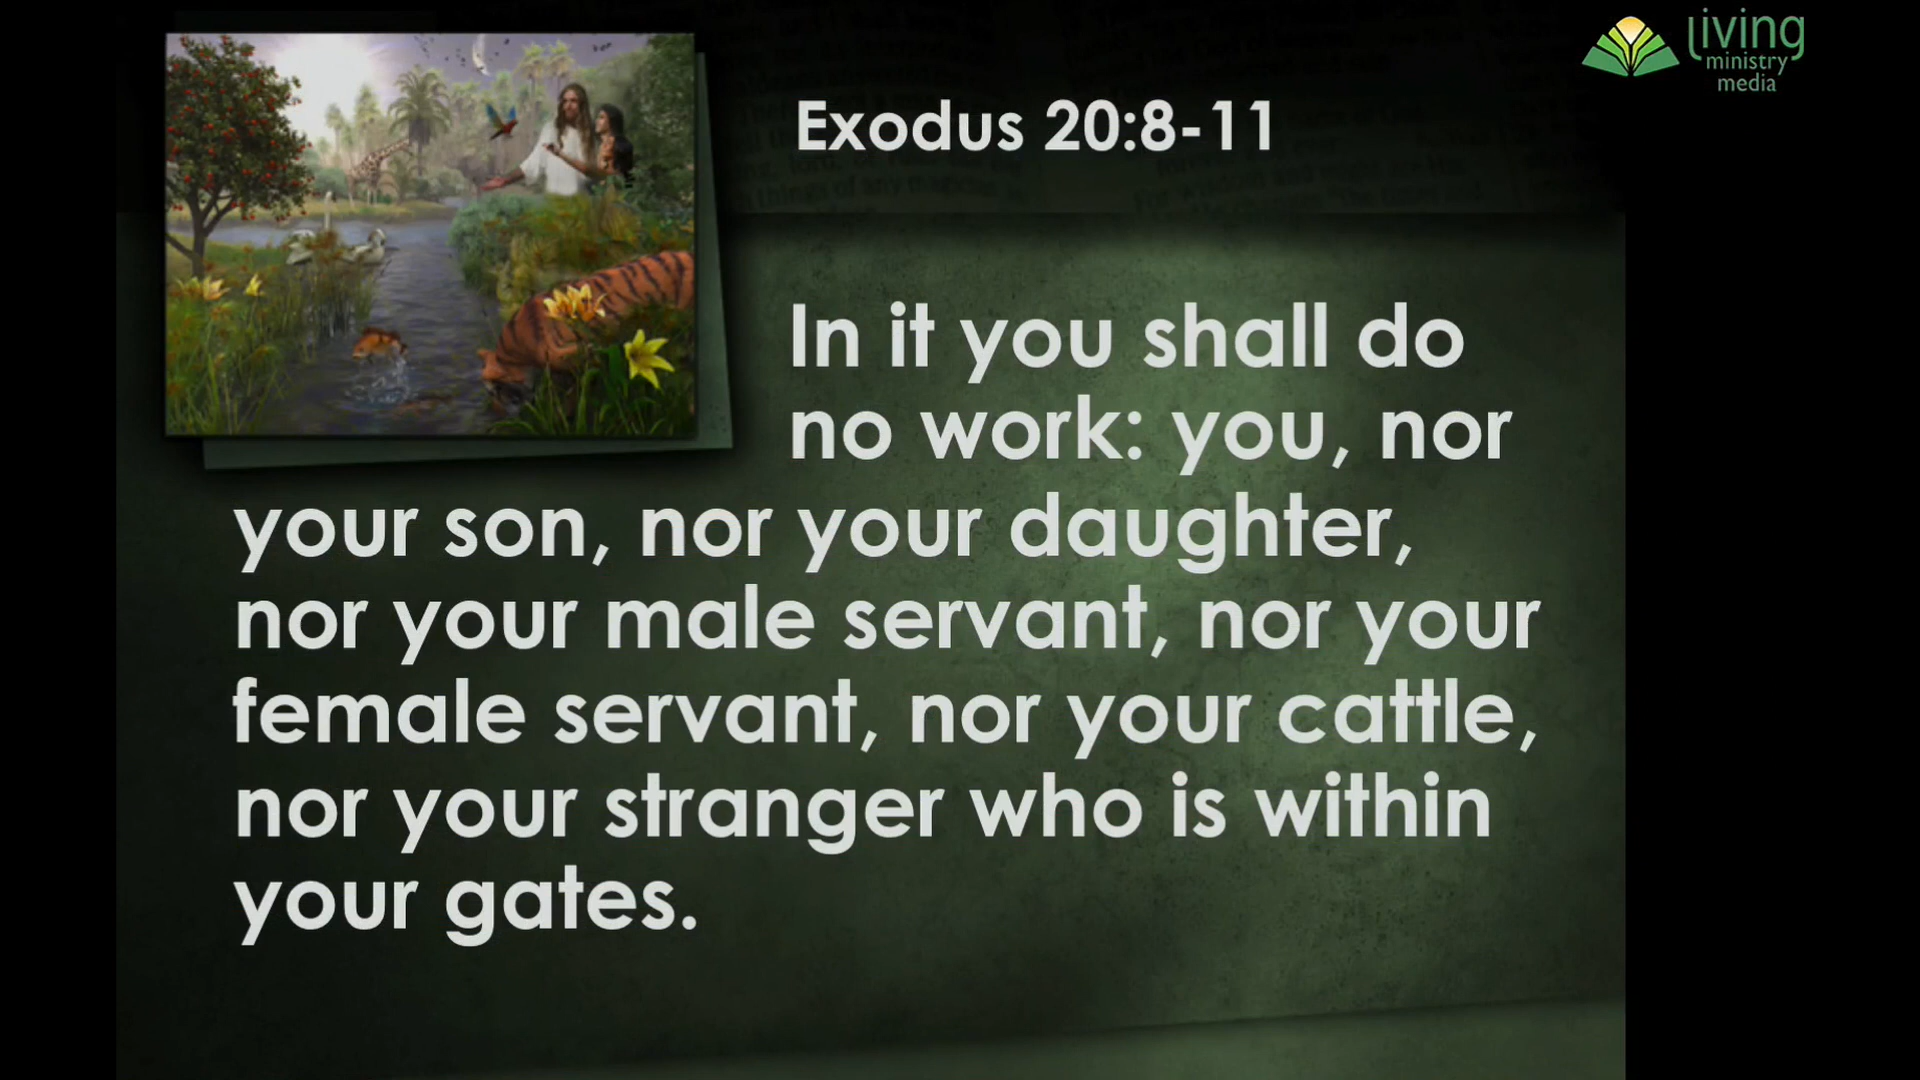 living
ministry
media
Exodus 20:8-11
In it you shall do
no work: you, nor
your son, nor your daughter,
nor your male servant, nor your
female servant, nor your cattle,
nor your stranger who is within
your gates.